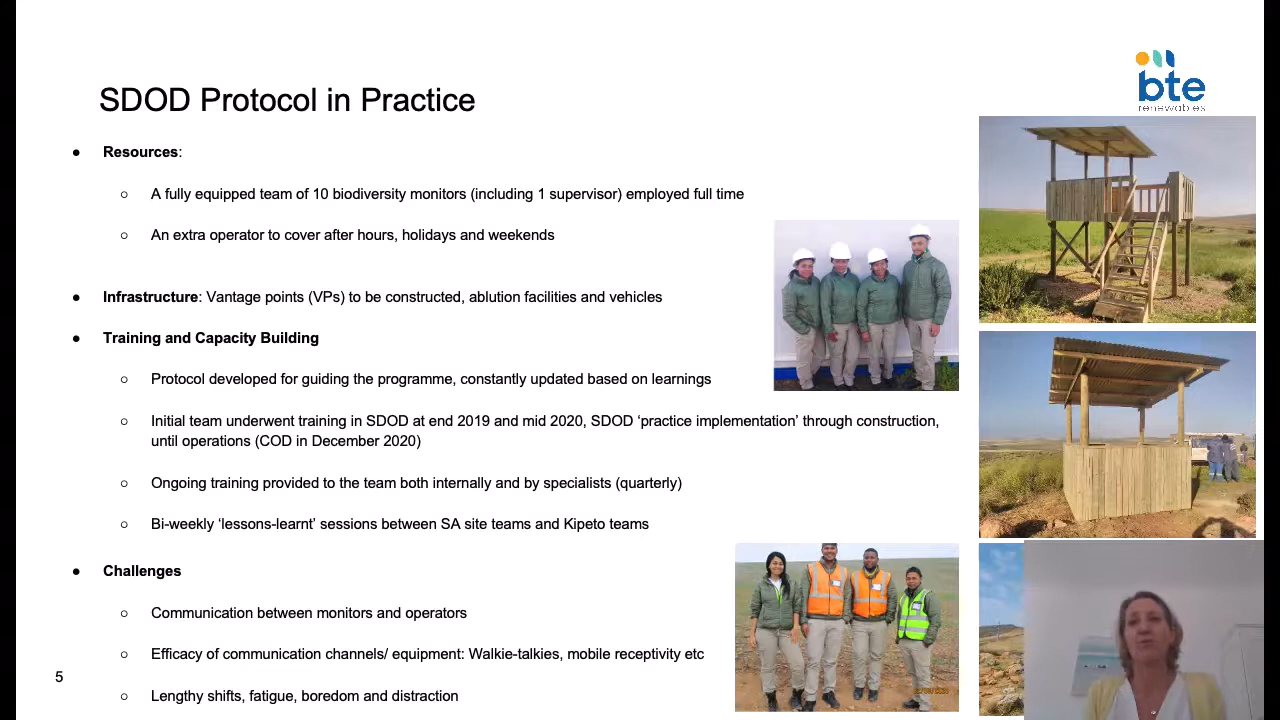 bte
renewables
SDOD Protocol in Practice
● Resources:
○ A fully equipped team of 10 biodiversity monitors (including 1 supervisor) employed full time
○ An extra operator to cover after hours, holidays and weekends
● Infrastructure: Vantage points (VPs) to be constructed, ablution facilities and vehicles
● Training and Capacity Building
○ Protocol developed for guiding the programme, constantly updated based on learnings
○ Initial team underwent training in SDOD at end 2019 and mid 2020, SDOD ‘practice implementation’ through construction,
until operations (COD in December 2020)
○ Ongoing training provided to the team both internally and by specialists (quarterly)
○ Bi-weekly ‘lessons-learnt’ sessions between SA site teams and Kipeto teams
● Challenges
○ Communication between monitors and operators
○ Efficacy of communication channels/ equipment: Walkie-talkies, mobile receptivity etc
○ Lengthy shifts, fatigue, boredom and distraction
5